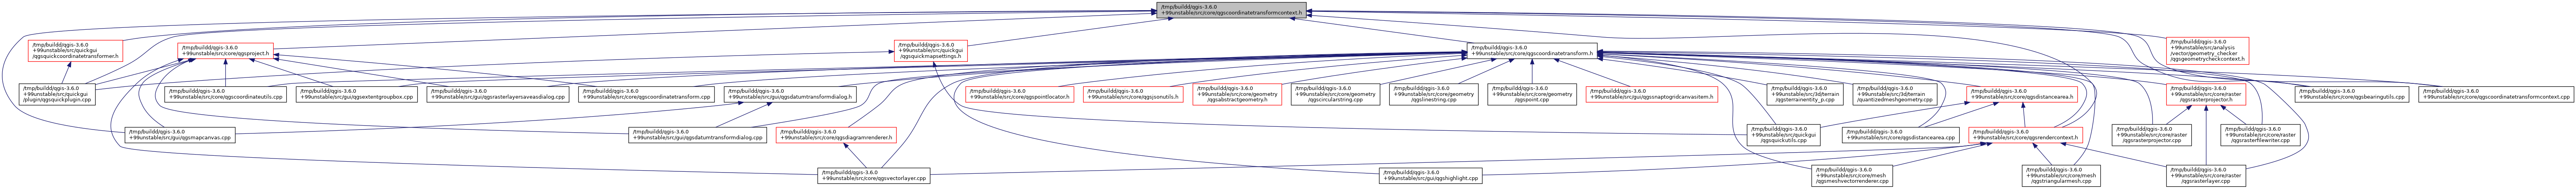 /tmp/buildd/qgis-3.6.0
+99unstable/src/core/qgscoordinatetransformcontext.h
/tmp/buildd/qgis-3.6.0
+99unstable/src/quickgui
/qgsquickcoordinatetransformer.h
/tmp/buildd/qgis-3.6.0
+99unstable/src/core/qgsproject.h
/tmp/buildd/qgis-3.6.0
+99unstable/src/quickgui
/qgsquickmapsettings.h
/tmp/buildd/qgis-3.6.0
+99unstable/src/core/qgscoordinatetransform.h
/tmp/buildd/qgis-3.6.0
+99unstable/src/analysis
/vector/geometry_checker
/qgsgeometrycheckcontext.h
/tmp/buildd/qgis-3.6.0
+99unstable/src/quickgui
/plugin/qgsquickplugin.cpp
/tmp/buildd/qgis-3.6.0
+99unstable/src/core/qgscoordinateutils.cpp
/tmp/buildd/qgis-3.6.0
+99unstable/src/gui/qgsextentgroupbox.cpp
/tmp/buildd/qgis-3.6.0
+99unstable/src/gui/qgsrasterlayersaveasdialog.cpp
/tmp/buildd/qgis-3.6.0
+99unstable/src/core/qgscoordinatetransform.cpp
/tmp/buildd/qgis-3.6.0
+99unstable/src/gui/qgsdatumtransformdialog.h
/tmp/buildd/qgis-3.6.0
+99unstable/src/core/qgspointlocator.h
/tmp/buildd/qgis-3.6.0
+99unstable/src/core/qgsjsonutils.h
/tmp/buildd/qgis-3.6.0
+99unstable/src/core/geometry
/qgsabstractgeometry.h
/tmp/buildd/qgis-3.6.0
+99unstable/src/core/geometry
/qgscircularstring.cpp
/tmp/buildd/qgis-3.6.0
+99unstable/src/core/geometry
/qgslinestring.cpp
/tmp/buildd/qgis-3.6.0
+99unstable/src/core/geometry
/qgspoint.cpp
/tmp/buildd/qgis-3.6.0
+99unstable/src/gui/qgssnaptogridcanvasitem.h
/tmp/buildd/qgis-3.6.0
+99unstable/src/3d/terrain
/qgsterrainentity_p.cpp
/tmp/buildd/qgis-3.6.0
+99unstable/src/3d/terrain
/quantizedmeshgeometry.cpp
/tmp/buildd/qgis-3.6.0
+99unstable/src/core/qgsdistancearea.h
/tmp/buildd/qgis-3.6.0
+99unstable/src/core/raster
/qgsrasterprojector.h
/tmp/buildd/qgis-3.6.0
+99unstable/src/core/qgsbearingutils.cpp
/tmp/buildd/qgis-3.6.0
+99unstable/src/core/qgscoordinatetransformcontext.cpp
/tmp/buildd/qgis-3.6.0
+99unstable/src/gui/qgsmapcanvas.cpp
/tmp/buildd/qgis-3.6.0
+99unstable/src/gui/qgsdatumtransformdialog.cpp
/tmp/buildd/qgis-3.6.0
+99unstable/src/core/qgsdiagramrenderer.h
/tmp/buildd/qgis-3.6.0
+99unstable/src/quickgui
/qgsquickutils.cpp
/tmp/buildd/qgis-3.6.0
+99unstable/src/core/qgsdistancearea.cpp
/tmp/buildd/qgis-3.6.0
+99unstable/src/core/qgsrendercontext.h
/tmp/buildd/qgis-3.6.0
+99unstable/src/core/raster
/qgsrasterprojector.cpp
/tmp/buildd/qgis-3.6.0
+99unstable/src/core/raster
/qgsrasterfilewriter.cpp
/tmp/buildd/qgis-3.6.0
+99unstable/src/core/qgsvectorlayer.cpp
/tmp/buildd/qgis-3.6.0
+99unstable/src/gui/qgshighlight.cpp
/tmp/buildd/qgis-3.6.0
+99unstable/src/core/mesh
/qgsmeshvectorrenderer.cpp
/tmp/buildd/qgis-3.6.0
+99unstable/src/core/mesh
/qgstriangularmesh.cpp
/tmp/buildd/qgis-3.6.0
+99unstable/src/core/raster
/qgsrasterlayer.cpp